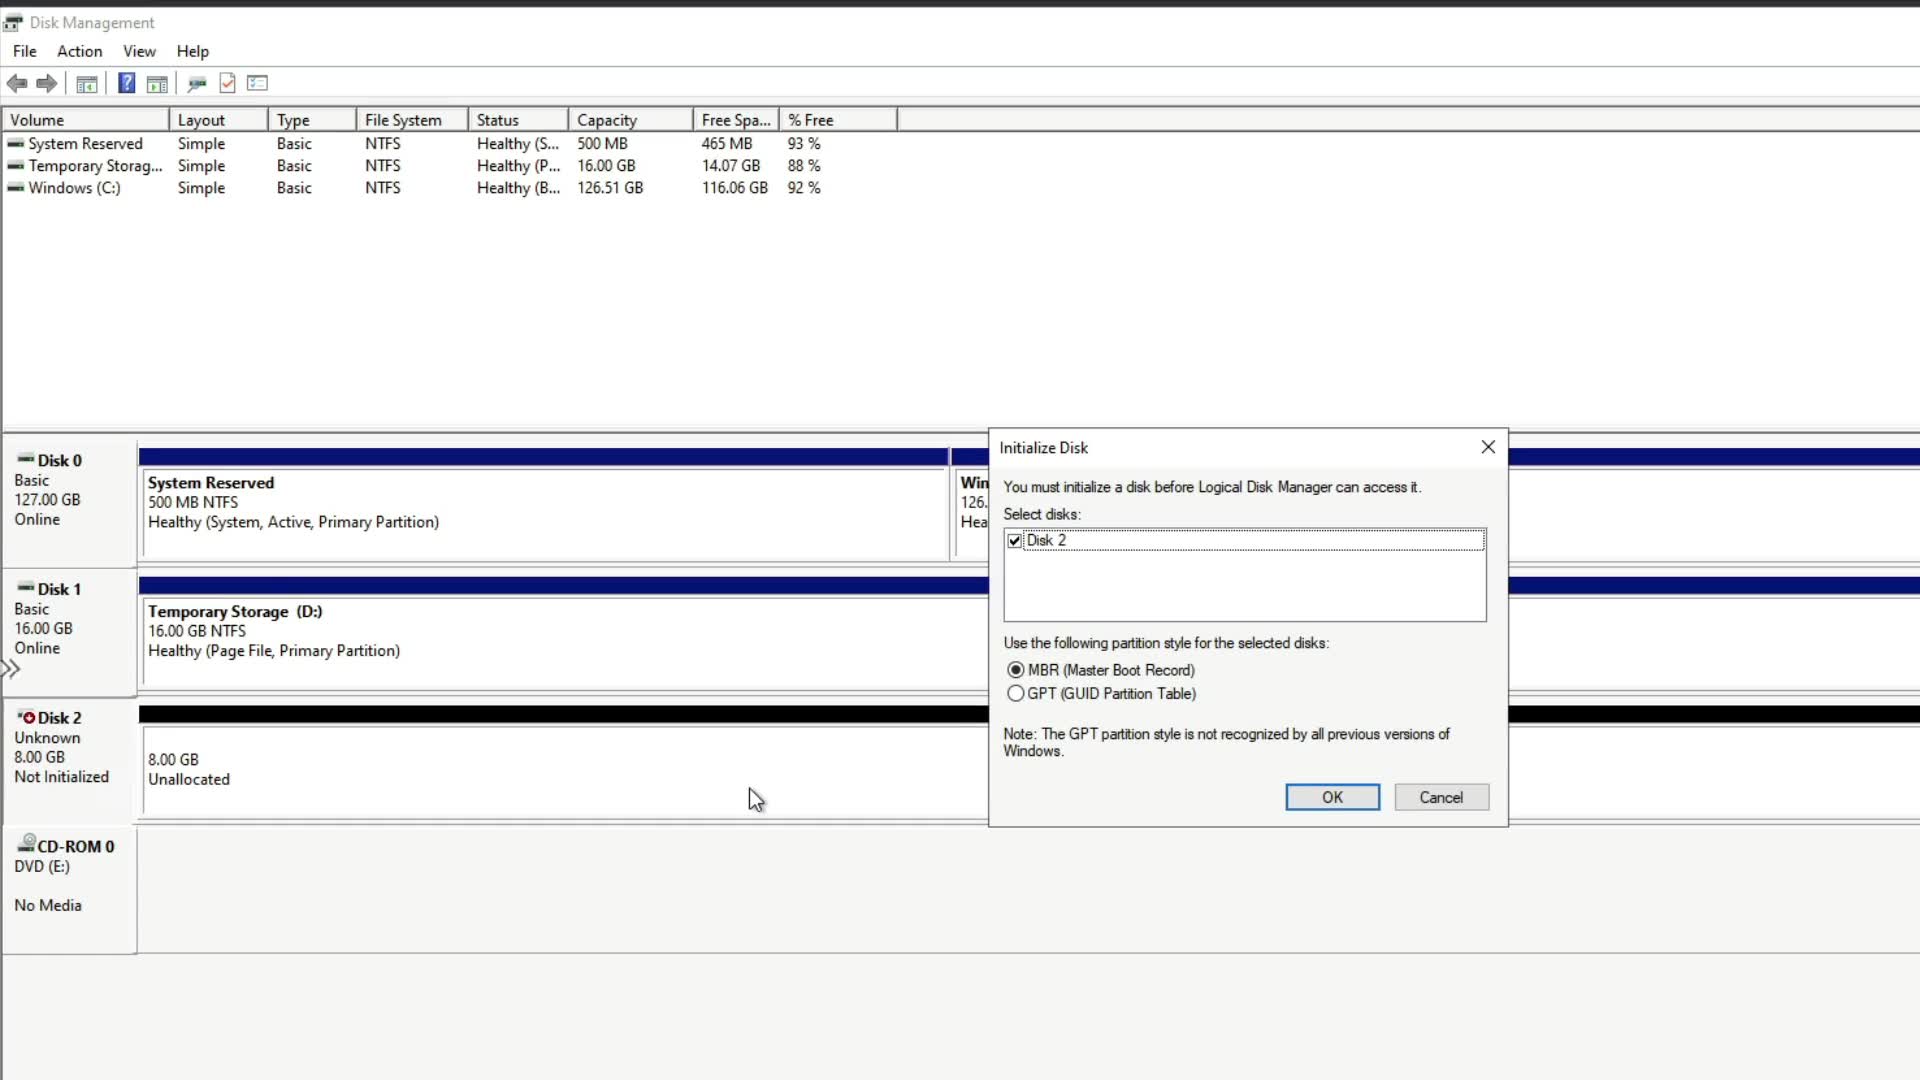 Disk Management
File Action View Help
Volume Layout Type File System Status Capacity Free Spa... % Free
System Reserved Simple Basic NTFS Healthy (S... 500 MB 465 MB 93 %
Temporary Storag... Simple Basic NTFS Healthy (P... 16.00 GB 14.07 GB 88 %
Windows (C:) Simple Basic NTFS Healthy (B... 126.51 GB 116.06 GB 92 %
Disk 0
Basic
127.00 GB
Online
System Reserved
500 MB NTFS
Healthy (System, Active, Primary Partition)
Win
126.
Hea
Disk 1
Basic
16.00 GB
Online
Temporary Storage (D:)
16.00 GB NTFS
Healthy (Page File, Primary Partition)
Disk 2
Unknown
8.00 GB
Not Initialized
8.00 GB
Unallocated
CD-ROM 0
DVD (E:)
No Media
Initialize Disk
You must initialize a disk before Logical Disk Manager can access it.
Select disks:
Disk 2
Use the following partition style for the selected disks:
MBR (Master Boot Record)
GPT (GUID Partition Table)
Note: The GPT partition style is not recognized by all previous versions of
Windows.
OK Cancel